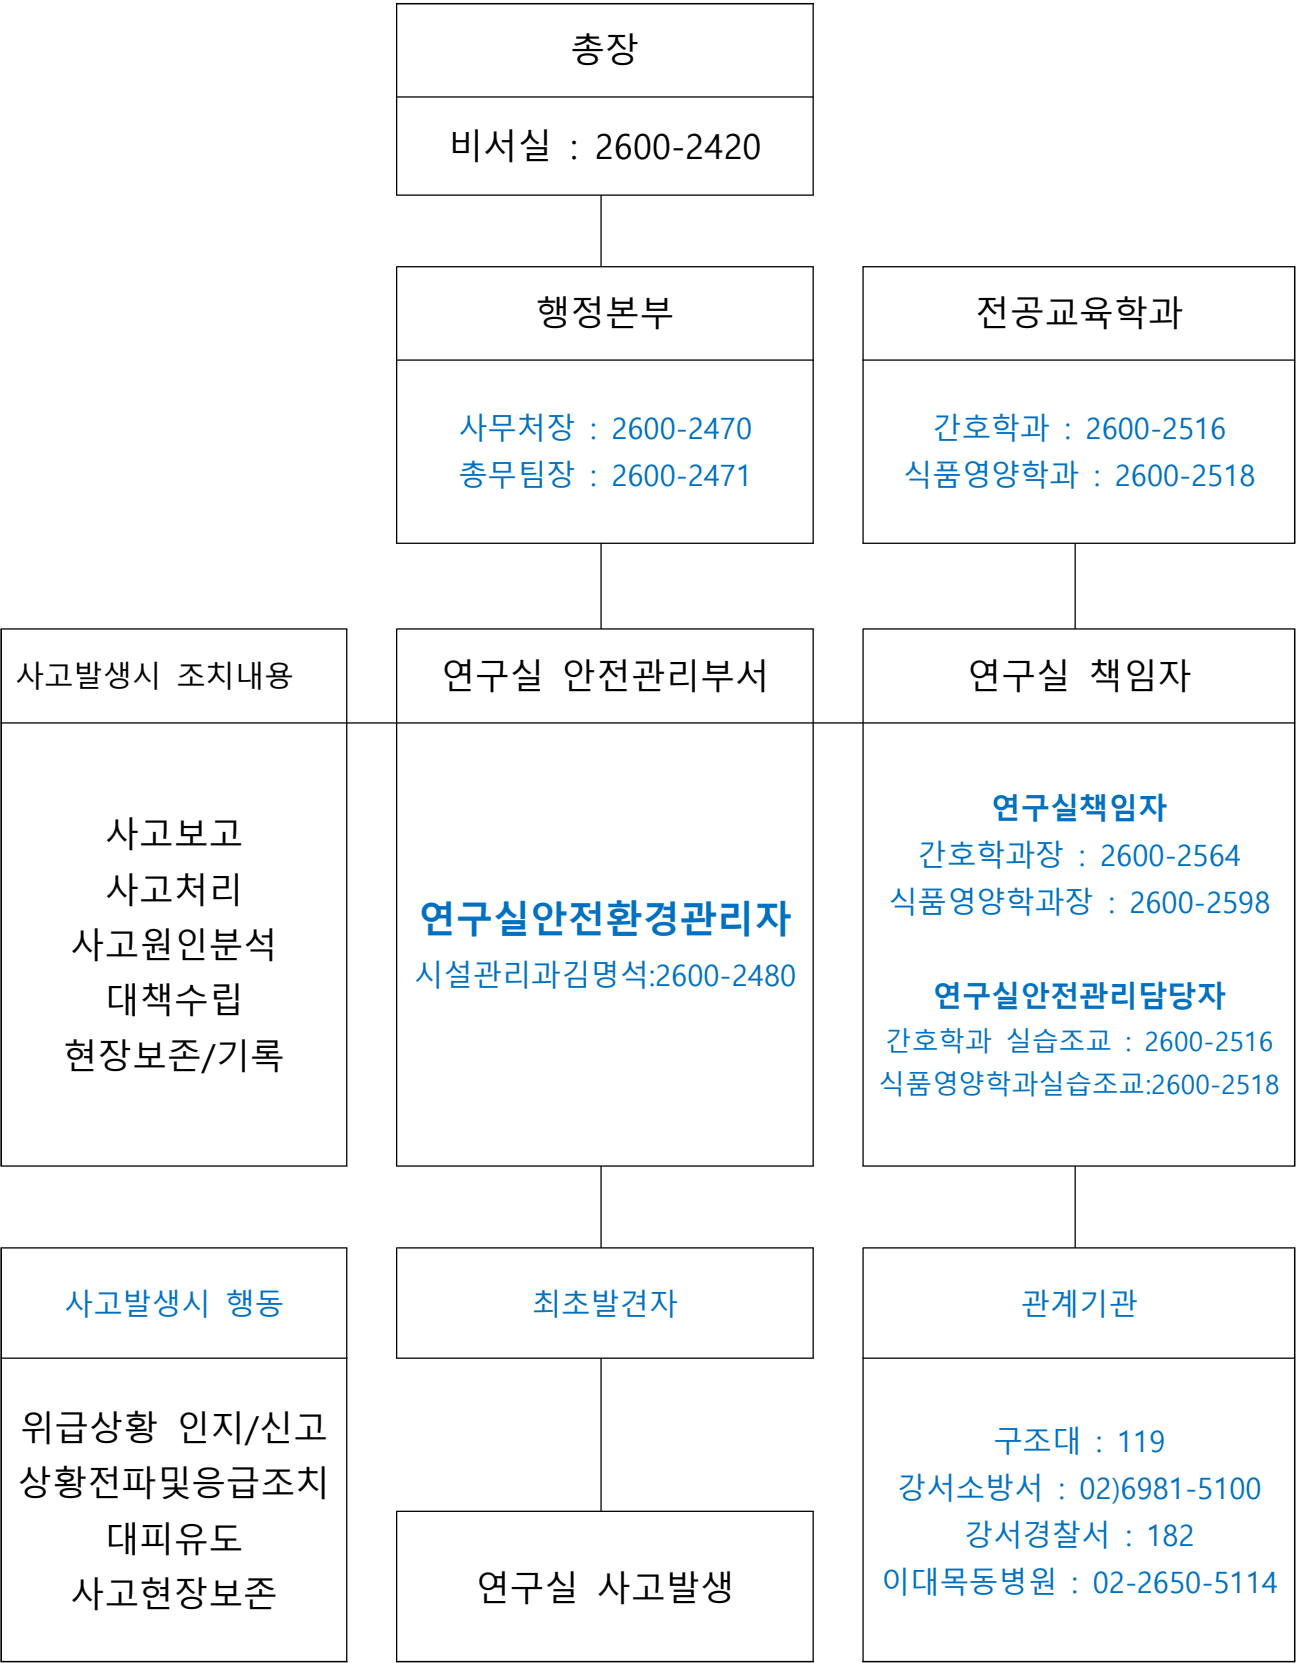 총장
비서실 : 2600-2420
행정본부
사무처장 : 2600-2470
총무팀장 : 2600-2471
전공교육학과
간호학과 : 2600-2516
식품영양학과 : 2600-2518
사고발생시 조치내용
사고보고
사고처리
사고원인분석
대책수립
현장보존/기록
연구실 안전관리부서
연구실안전환경관리자
시설관리과김명석:2600-2480
연구실 책임자
연구실책임자
간호학과장 : 2600-2564
식품영양학과장 : 2600-2598
연구실안전관리담당자
간호학과 실습조교 : 2600-2516
식품영양학과실습조교:2600-2518
사고발생시 행동
위급상황 인지/신고
상황전파및응급조치
대피유도
사고현장보존
최초발견자
연구실 사고발생
관계기관
구조대 : 119
강서소방서 : 02)6981-5100
강서경찰서 : 182
이대목동병원 : 02-2650-5114